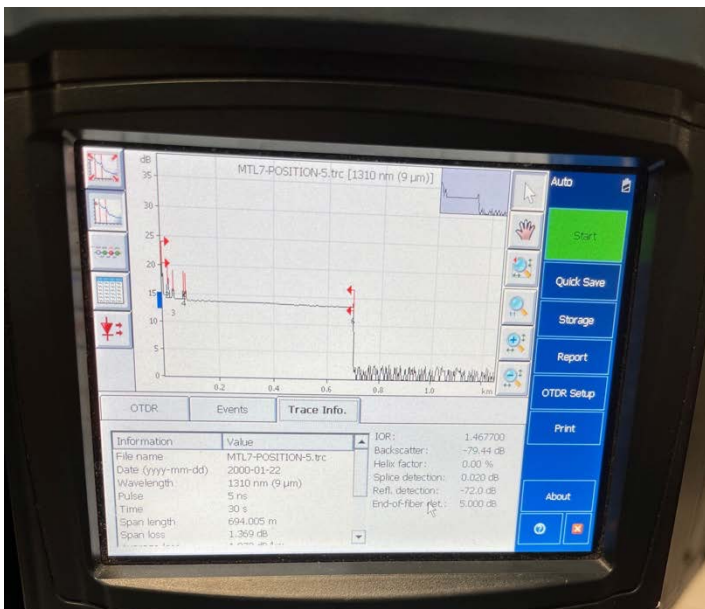 dB
MTL7-POSITION-5.trc [1310 nm (9 µm)]
35
30
25
20
15
10
5
0
3
4
0.2
0.4
0.6
0.8
1.0
km
Auto
Start
Quick Save
Storage
Report
OTDR Setup
Print
About
OTDR
Events
Trace Info.
Information Value
File name MTL7-POSITION-5.trc
Date (yyyy-mm-dd) 2000-01-22
Wavelength 1310 nm (9 µm)
Pulse 5 ns
Time 30 s
Span length 694.005 m
Span loss 1.369 dB
IOR: 1.467700
Backscatter: -79.44 dB
Helix factor: 0.00 %
Splice detection: 0.020 dB
Refl. detection: -72.0 dB
End-of-fiber det.: 5.000 dB